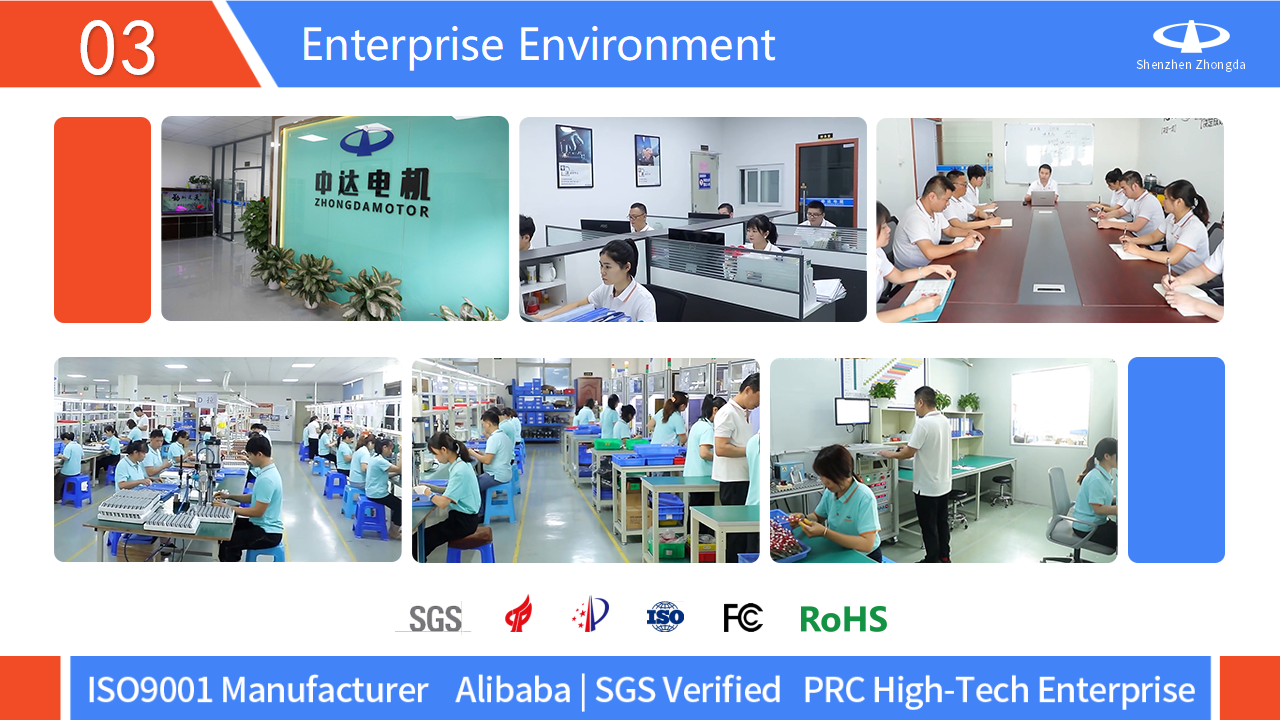 03
Enterprise Environment
Shenzhen Zhongda
中达电机
ZHONGDAMOTOR
SGS
ISO
FC
RoHS
ISO9001 Manufacturer Alibaba | SGS Verified PRC High-Tech Enterprise